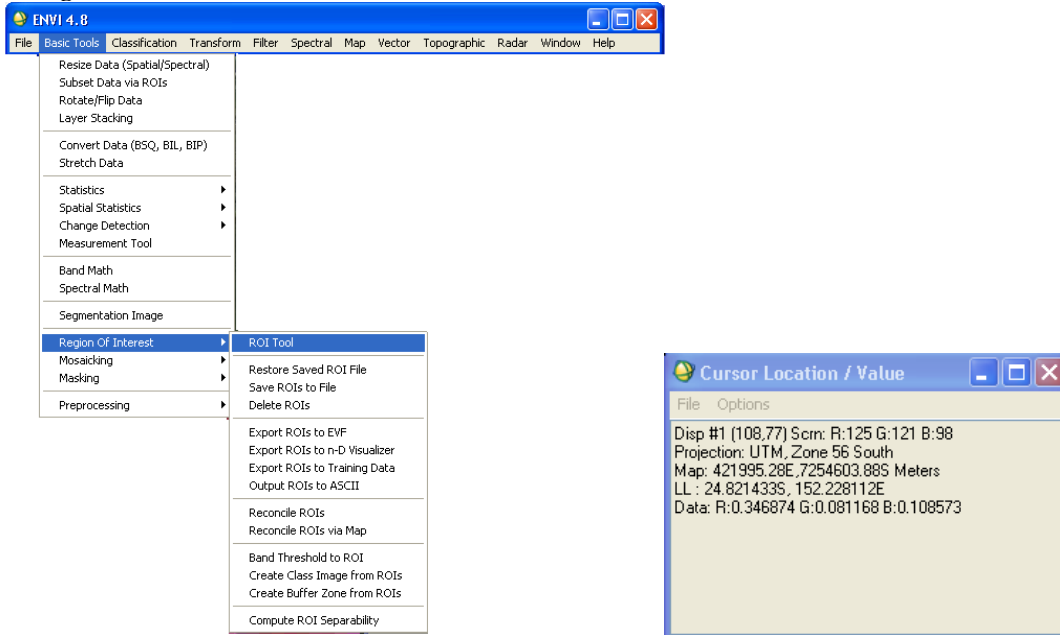 ENVI 4.8
File Basic Tools Classification Transform Filter Spectral Map Vector Topographic Radar Window Help
Resize Data (Spatial/Spectral)
Subset Data via ROIs
Rotate/Flip Data
Layer Stacking
Convert Data (BSQ, BIL, BIP)
Stretch Data
Statistics
Spatial Statistics
Change Detection
Measurement Tool
Band Math
Spectral Math
Segmentation Image
Region Of Interest
Mosaicking
Masking
Preprocessing
ROI Tool
Restore Saved ROI File
Save ROIs to File
Delete ROIs
Export ROIs to EVF
Export ROIs to n-D Visualizer
Export ROIs to Training Data
Output ROIs to ASCII
Reconcile ROIs
Reconcile ROIs via Map
Band Threshold to ROI
Create Class Image from ROIs
Create Buffer Zone from ROIs
Compute ROI Separability
Cursor Location / Value
File Options
Disp #1 (108,77) Scrn: R:125 G:121 B:98
Projection: UTM, Zone 56 South
Map: 421995.28E,7254603.88S Meters
LL : 24.821433S, 152.228112E
Data: R:0.346874 G:0.081168 B:0.108573